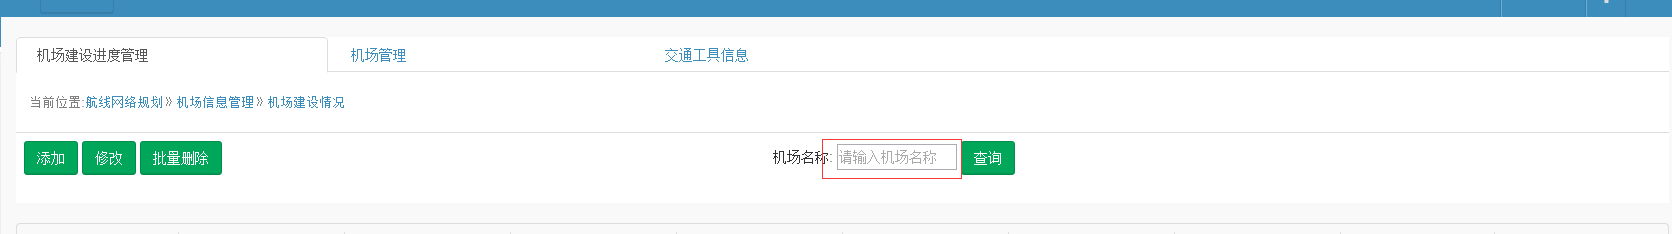 机场建设进度管理 机场管理 交通工具信息
当前位置:航线网络规划» 机场信息管理» 机场建设情况
添加 修改 批量删除 机场名称: 请输入机场名称 查询